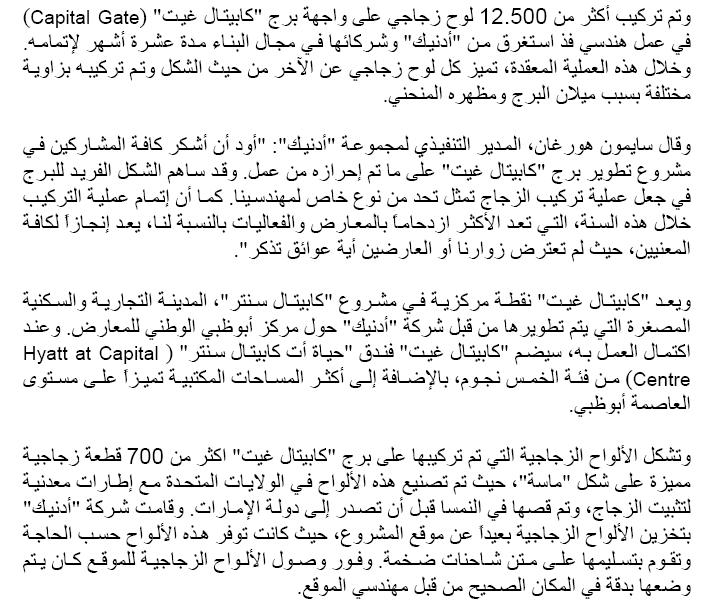 وتم تركيب أكثر من 12.500 لوح زجاجي على واجهة برج "كابيتال غيت" (Capital Gate)
في عمل هندسي فذ استغرق من "أدنيك" وشركائها في مجال البناء مدة عشرة أشهر لإتمامه.
وخلال هذه العملية المعقدة، تميز كل لوح زجاجي عن الآخر من حيث الشكل وتم تركيبه بزاوية
مختلفة بسبب ميلان البرج ومظهره المنحني.
وقال سايمون هورغان، المدير التنفيذي لمجموعة "أدنيك": "أود أن أشكر كافة المشاركين في
مشروع تطوير برج "كابيتال غيت" على ما تم إحرازه من عمل. وقد ساهم الشكل الفريد للبرج
في جعل عملية تركيب الزجاج تمثل تحد من نوع خاص لمهندسينا. كما أن إتمام عملية التركيب
خلال هذه السنة، التي تعد الأكثر ازدحاماً بالمعارض والفعاليات بالنسبة لنا، يعد إنجازاً لكافة
المعنيين، حيث لم تعترض زوارنا أو العارضين أية عوائق تذكر".
ويعد "كابيتال غيت" نقطة مركزية في مشروع "كابيتال سنتر"، المدينة التجارية والسكنية
المصغرة التي يتم تطويرها من قبل شركة "أدنيك" حول مركز أبوظبي الوطني للمعارض. وعند
اكتمال العمل به، سيضم "كابيتال غيت" فندق "حياة أت كابيتال سنتر" ( Hyatt at Capital
Centre) من فئة الخمس نجوم، بالإضافة إلى أكثر المساحات المكتبية تميزاً على مستوى
العاصمة أبوظبي.
وتشكل الألواح الزجاجية التي تم تركيبها على برج "كابيتال غيت" اكثر من 700 قطعة زجاجية
مميزة على شكل "ماسة"، حيث تم تصنيع هذه الألواح في الولايات المتحدة مع إطارات معدنية
لتثبيت الزجاج، وتم قصها في النمسا قبل أن تصدر إلى دولة الإمارات. وقامت شركة "أدنيك"
بتخزين الألواح الزجاجية بعيداً عن موقع المشروع، حيث كانت توفر هذه الألواح حسب الحاجة
وتقوم بتسليمها على متن شاحنات ضخمة. وفور وصول الألواح الزجاجية للموقع كان يتم
وضعها بدقة في المكان الصحيح من قبل مهندسي الموقع.